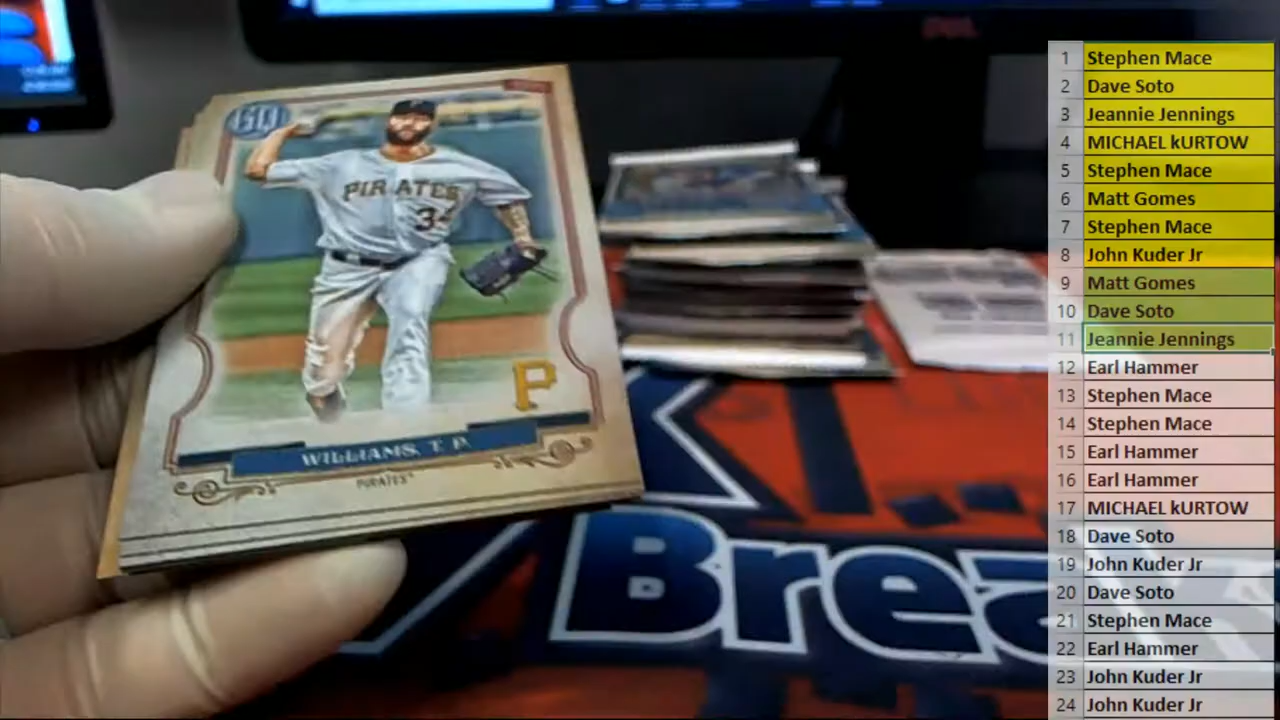 GQ
PIRATES
34
P
WILLIAMS, T. P.
PIRATES
DELL
K!...
Brea
1 Stephen Mace
2 Dave Soto
3 Jeannie Jennings
4 MICHAEL kURTOW
5 Stephen Mace
6 Matt Gomes
7 Stephen Mace
8 John Kuder Jr
9 Matt Gomes
10 Dave Soto
11 Jeannie Jennings
12 Earl Hammer
13 Stephen Mace
14 Stephen Mace
15 Earl Hammer
16 Earl Hammer
17 MICHAEL kURTOW
18 Dave Soto
19 John Kuder Jr
20 Dave Soto
21 Stephen Mace
22 Earl Hammer
23 John Kuder Jr
24 John Kuder Jr